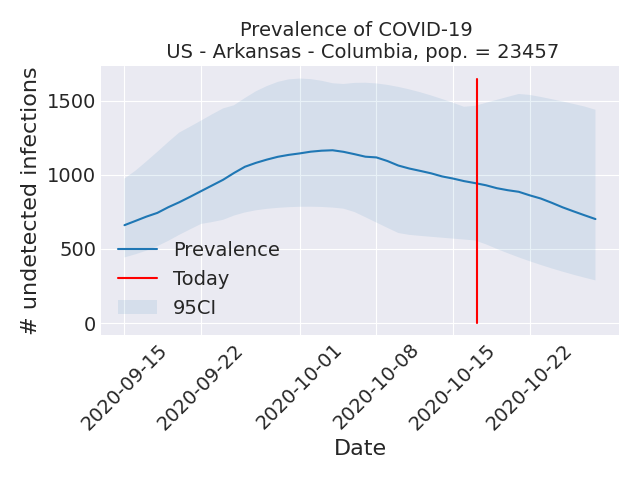 Prevalence of COVID-19
US - Arkansas - Columbia, pop. = 23457
# undetected infections
1500
1000
500
0
Prevalence
Today
95CI
2020-09-15
2020-09-22
2020-10-01
2020-10-08
2020-10-15
2020-10-22
Date